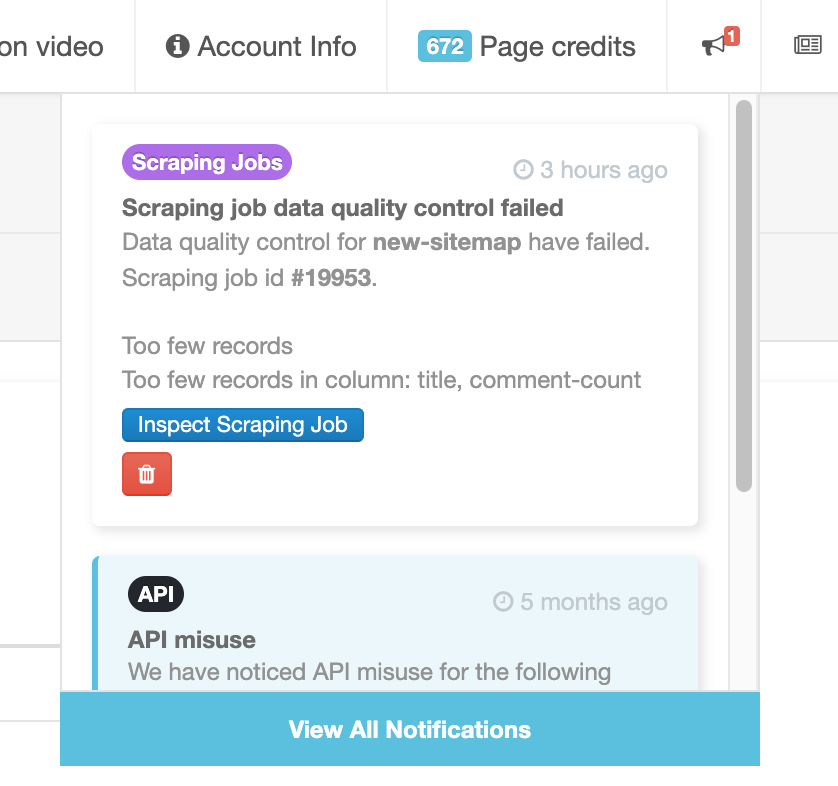 on video
Account Info
672 Page credits
1
Scraping Jobs
3 hours ago
Scraping job data quality control failed
Data quality control for new-sitemap have failed.
Scraping job id #19953.
Too few records
Too few records in column: title, comment-count
Inspect Scraping Job
API
5 months ago
API misuse
We have noticed API misuse for the following
View All Notifications